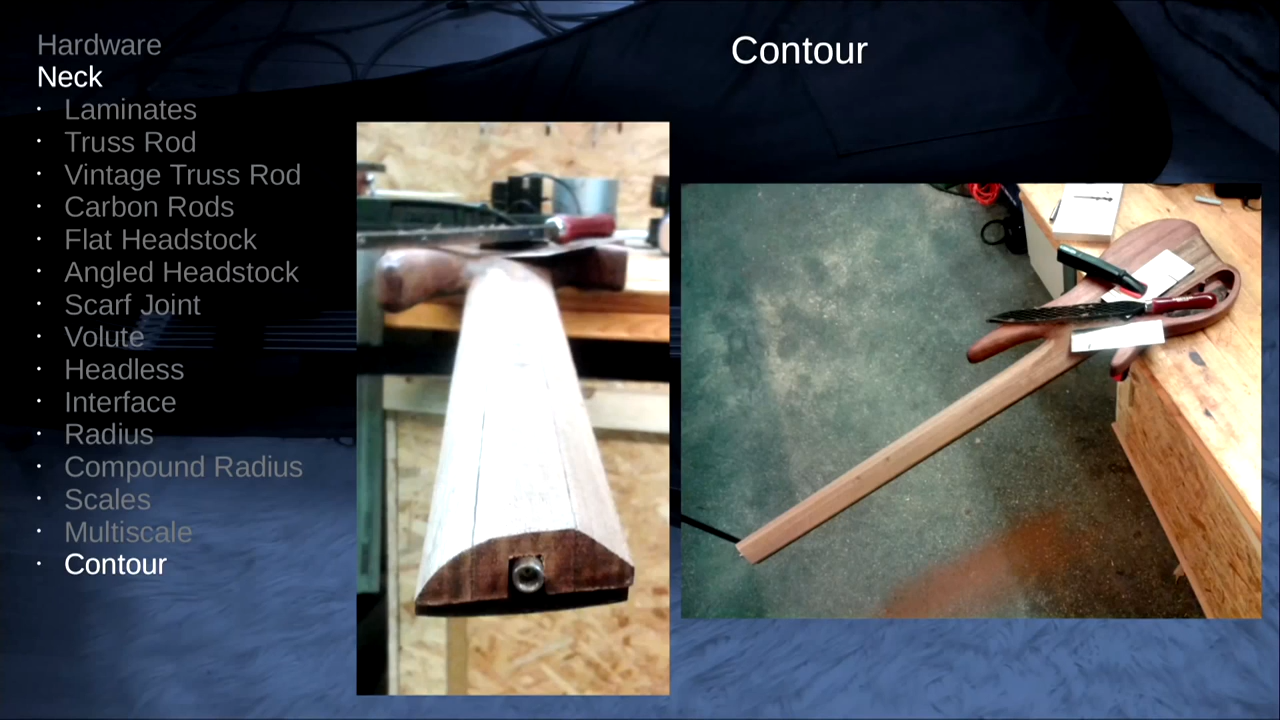 Hardware
Neck
• Laminates
• Truss Rod
• Vintage Truss Rod
• Carbon Rods
• Flat Headstock
• Angled Headstock
• Scarf Joint
• Volute
• Headless
• Interface
• Radius
• Compound Radius
• Scales
• Multiscale
• Contour
Contour